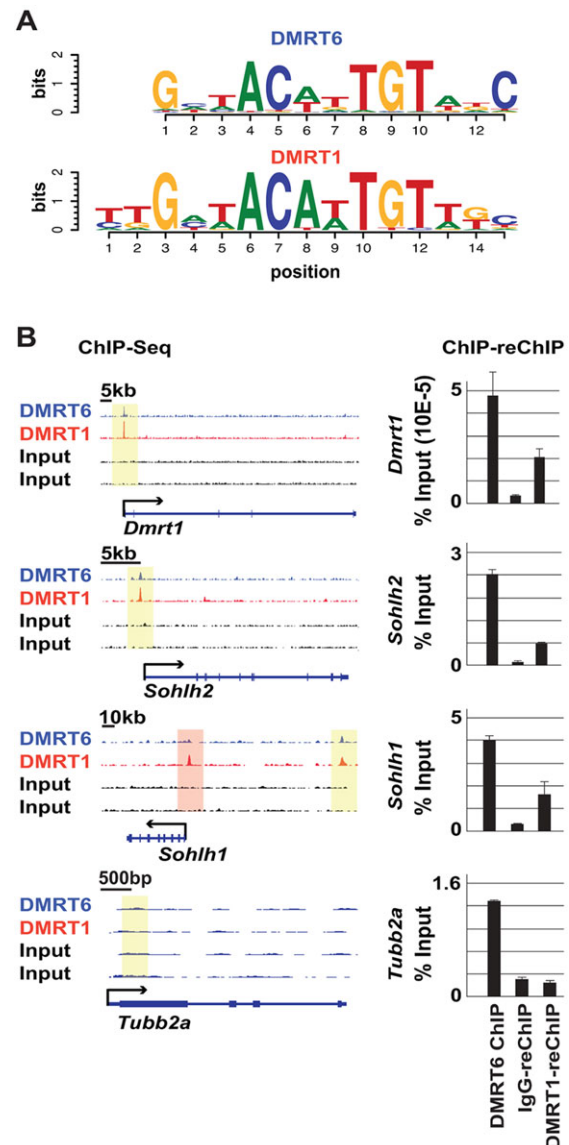 A
DMRT6
bits
2
1
0
G C T A C A T T G T A T C
1 2 3 4 5 6 7 8 9 10 12
DMRT1
bits
2
1
0
T T G A T A C A A T G T T G C
1 2 3 4 5 6 7 8 9 10 12 14
position
B
ChIP-Seq
ChIP-reChIP
5kb
DMRT6
DMRT1
Input
Input
Dmrt1
Dmrt1
% Input (10E-5)
5
0
5kb
DMRT6
DMRT1
Input
Input
Sohlh2
Sohlh2
% Input
3
0
10kb
DMRT6
DMRT1
Input
Input
Sohlh1
Sohlh1
% Input
5
0
500bp
DMRT6
DMRT1
Input
Input
Tubb2a
Tubb2a
% Input
1.6
0
DMRT6 ChIP
IgG-reChIP
DMRT1-reChIP